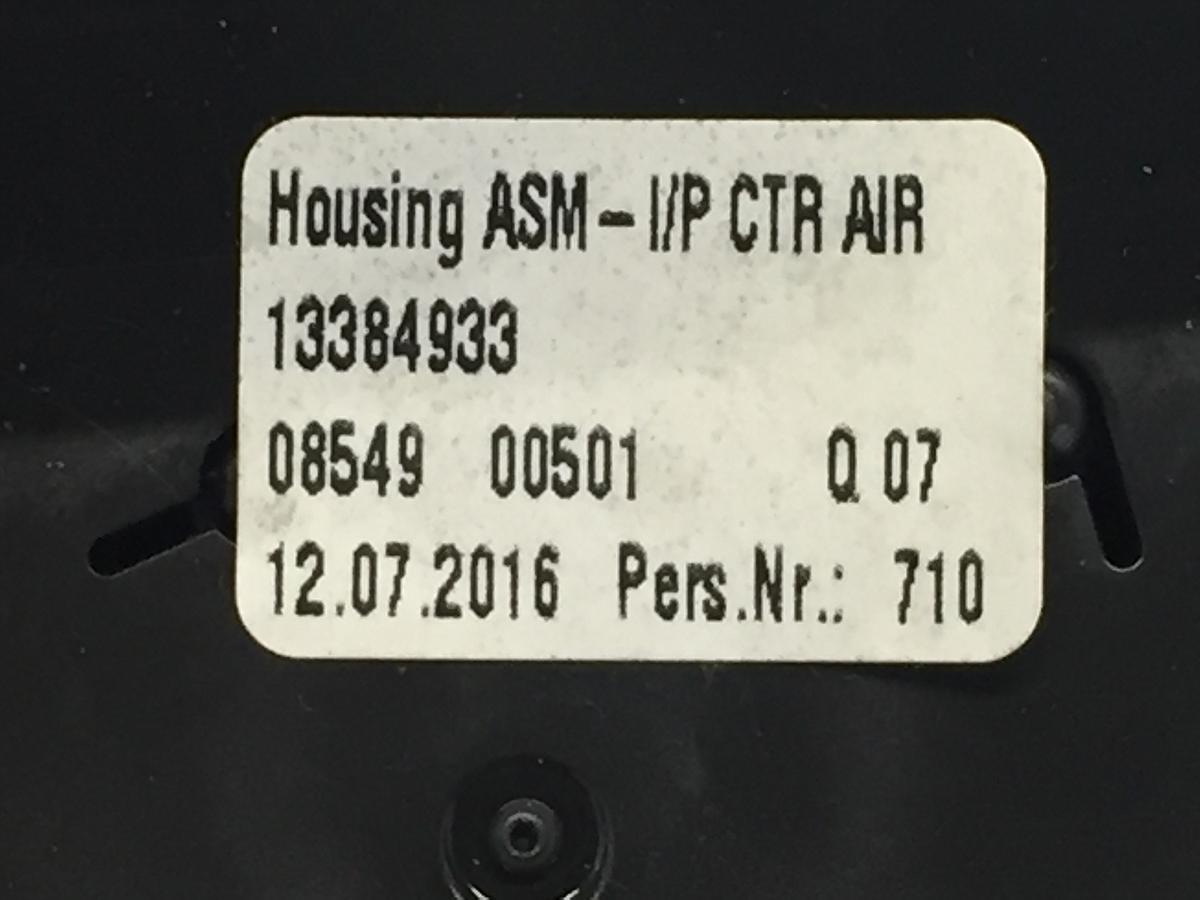 Housing ASM – I/P CTR AIR
13384933
08549 00501 Q 07
12.07.2016 Pers.Nr.: 710